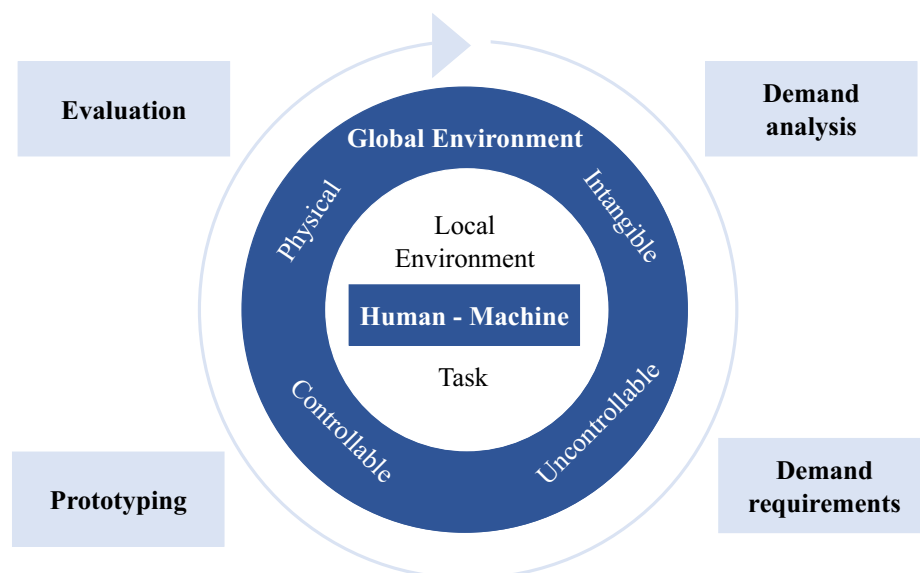 Evaluation
Demand
analysis
Global Environment
Physical
Intangible
Local
Environment
Human - Machine
Task
Controllable
Uncontrollable
Prototyping
Demand
requirements